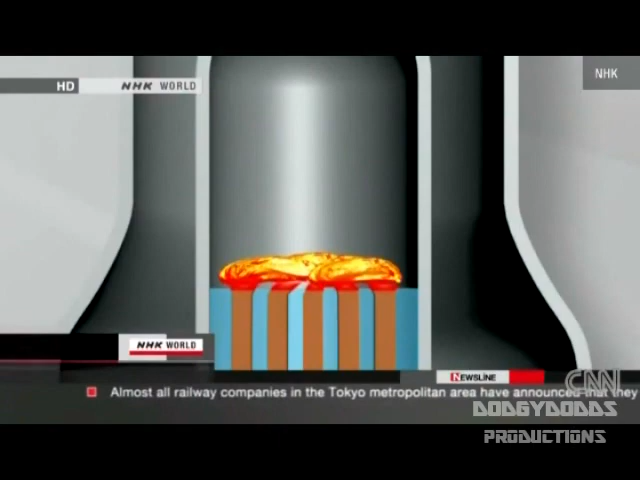 HD
NHK WORLD
NHK
NHK WORLD
NEWSLINE
Almost all railway companies in the Tokyo metropolitan area have announced that they
CNN
DODGYDODDS
PRODUCTIONS